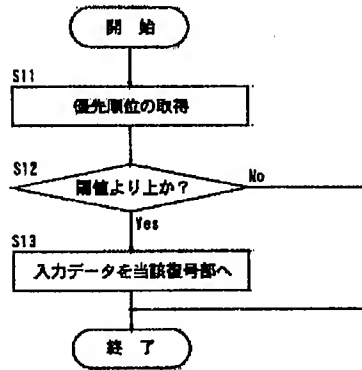 開 始
S11
優先順位の取得
S12
閾値より上か？
No
Yes
S13
入力データを当該復号部へ
終 了